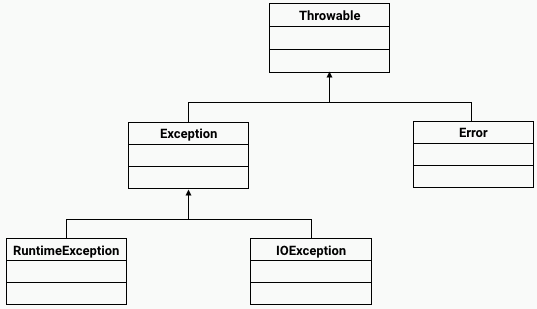 Throwable
Exception
Error
RuntimeException
IOException